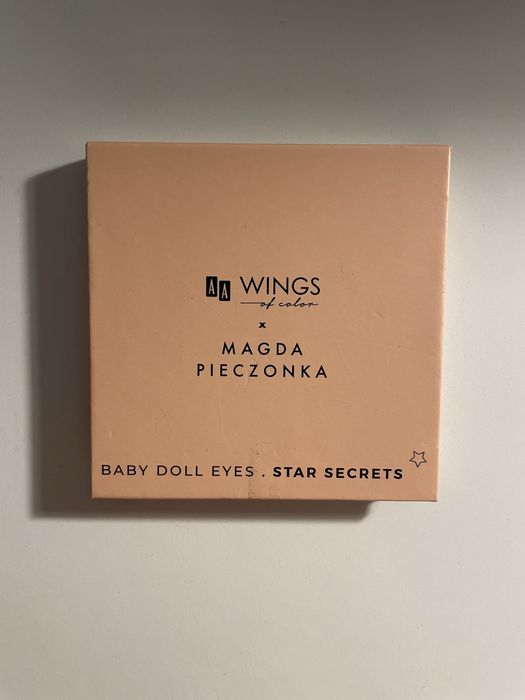 AA WINGS
of color
x
MAGDA
PIECZONKA
BABY DOLL EYES . STAR SECRETS